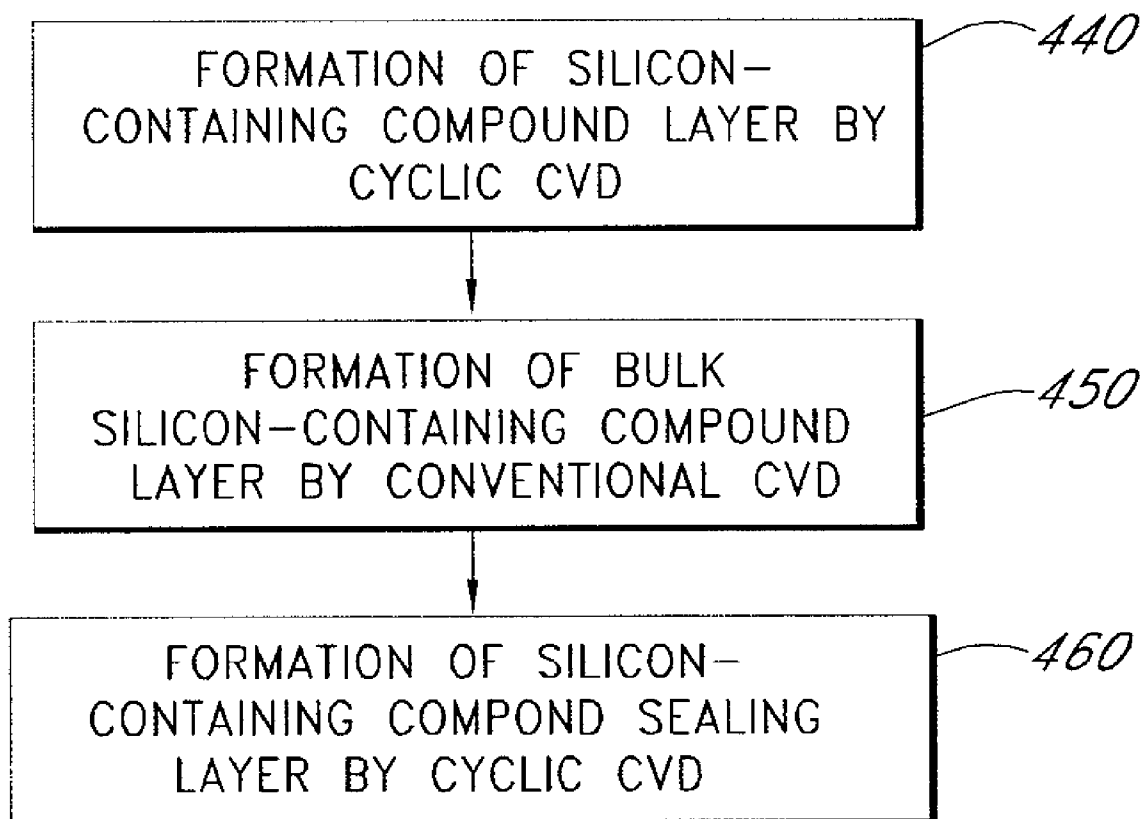 440
FORMATION OF SILICON-
CONTAINING COMPOUND LAYER BY
CYCLIC CVD
450
FORMATION OF BULK
SILICON-CONTAINING COMPOUND
LAYER BY CONVENTIONAL CVD
460
FORMATION OF SILICON-
CONTAINING COMPOND SEALING
LAYER BY CYCLIC CVD